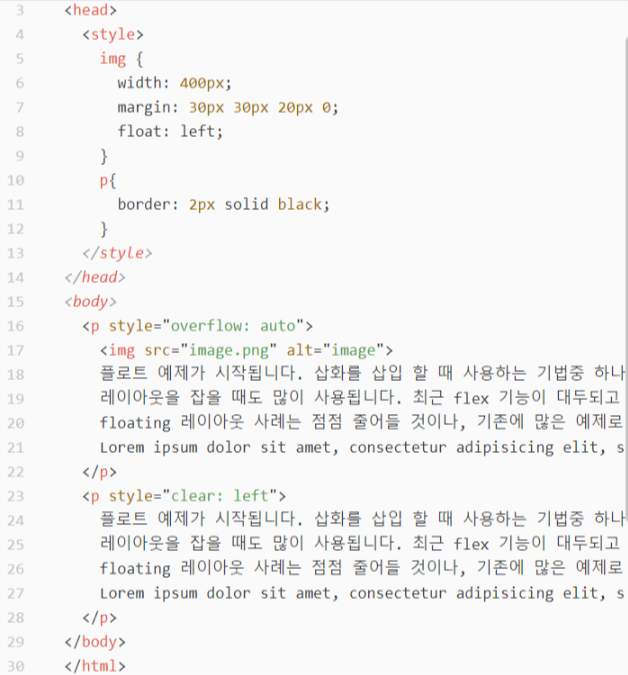 3 <head>
4 <style>
5 img {
6 width: 400px;
7 margin: 30px 30px 20px 0;
8 float: left;
9 }
10 p{
11 border: 2px solid black;
12 }
13 </style>
14 </head>
15 <body>
16 <p style="overflow: auto">
17 <img src="image.png" alt="image">
18 플로트 예제가 시작됩니다. 삽화를 삽입 할 때 사용하는 기법중 하나
19 레이아웃을 잡을 때도 많이 사용됩니다. 최근 flex 기능이 대두되고
20 floating 레이아웃 사례는 점점 줄어들 것이나, 기존에 많은 예제로
21 Lorem ipsum dolor sit amet, consectetur adipisicing elit, s
22 </p>
23 <p style="clear: left">
24 플로트 예제가 시작됩니다. 삽화를 삽입 할 때 사용하는 기법중 하나
25 레이아웃을 잡을 때도 많이 사용됩니다. 최근 flex 기능이 대두되고
26 floating 레이아웃 사례는 점점 줄어들 것이나, 기존에 많은 예제로
27 Lorem ipsum dolor sit amet, consectetur adipisicing elit, s
28 </p>
29 </body>
30 </html>